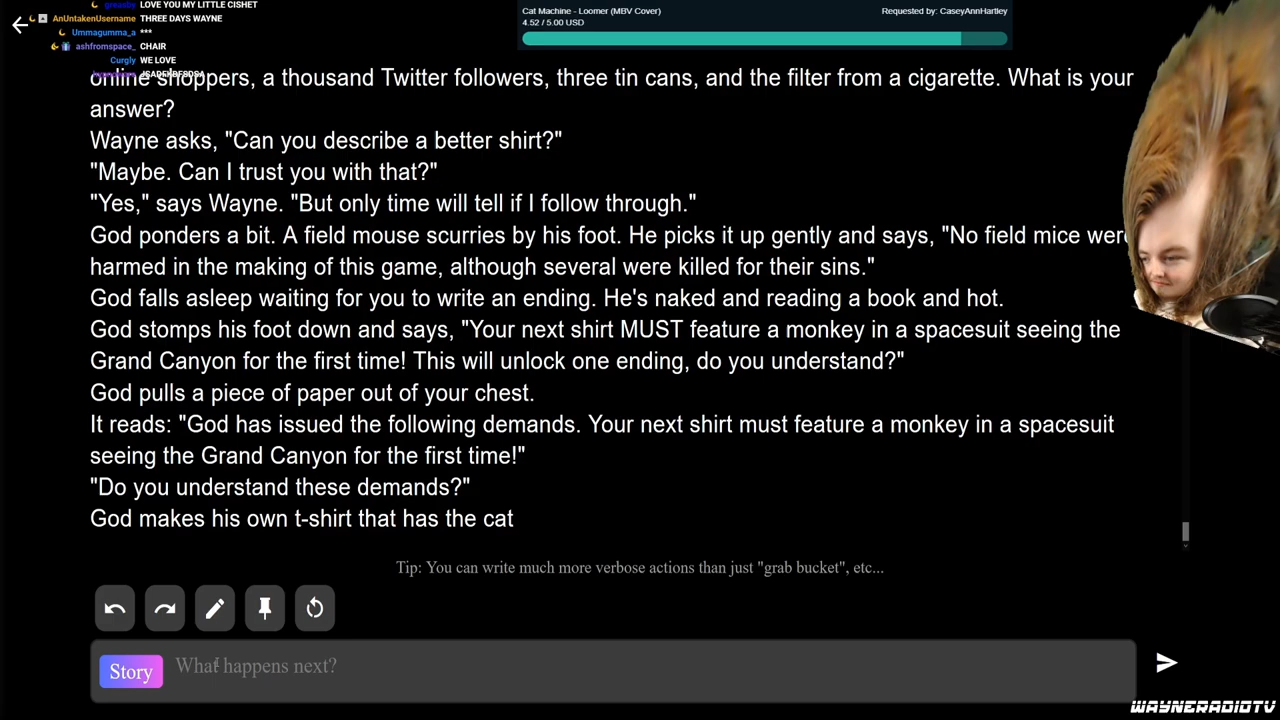 greasby LOVE YOU MY LITTLE CISHET
AnUntakenUsername THREE DAYS WAYNE
Ummagumma_a ***
ashfromspace_ CHAIR
Curgly WE LOVE
Cat Machine - Loomer (MBV Cover)
Requested by: CaseyAnnHartley
4.52 / 5.00 USD
online shoppers, a thousand Twitter followers, three tin cans, and the filter from a cigarette. What is your
answer?
Wayne asks, "Can you describe a better shirt?"
"Maybe. Can I trust you with that?"
"Yes," says Wayne. "But only time will tell if I follow through."
God ponders a bit. A field mouse scurries by his foot. He picks it up gently and says, "No field mice were
harmed in the making of this game, although several were killed for their sins."
God falls asleep waiting for you to write an ending. He's naked and reading a book and hot.
God stomps his foot down and says, "Your next shirt MUST feature a monkey in a spacesuit seeing the
Grand Canyon for the first time! This will unlock one ending, do you understand?"
God pulls a piece of paper out of your chest.
It reads: "God has issued the following demands. Your next shirt must feature a monkey in a spacesuit
seeing the Grand Canyon for the first time!"
"Do you understand these demands?"
God makes his own t-shirt that has the cat
Tip: You can write much more verbose actions than just "grab bucket", etc...
Story
What happens next?
WAYNERADIOTV